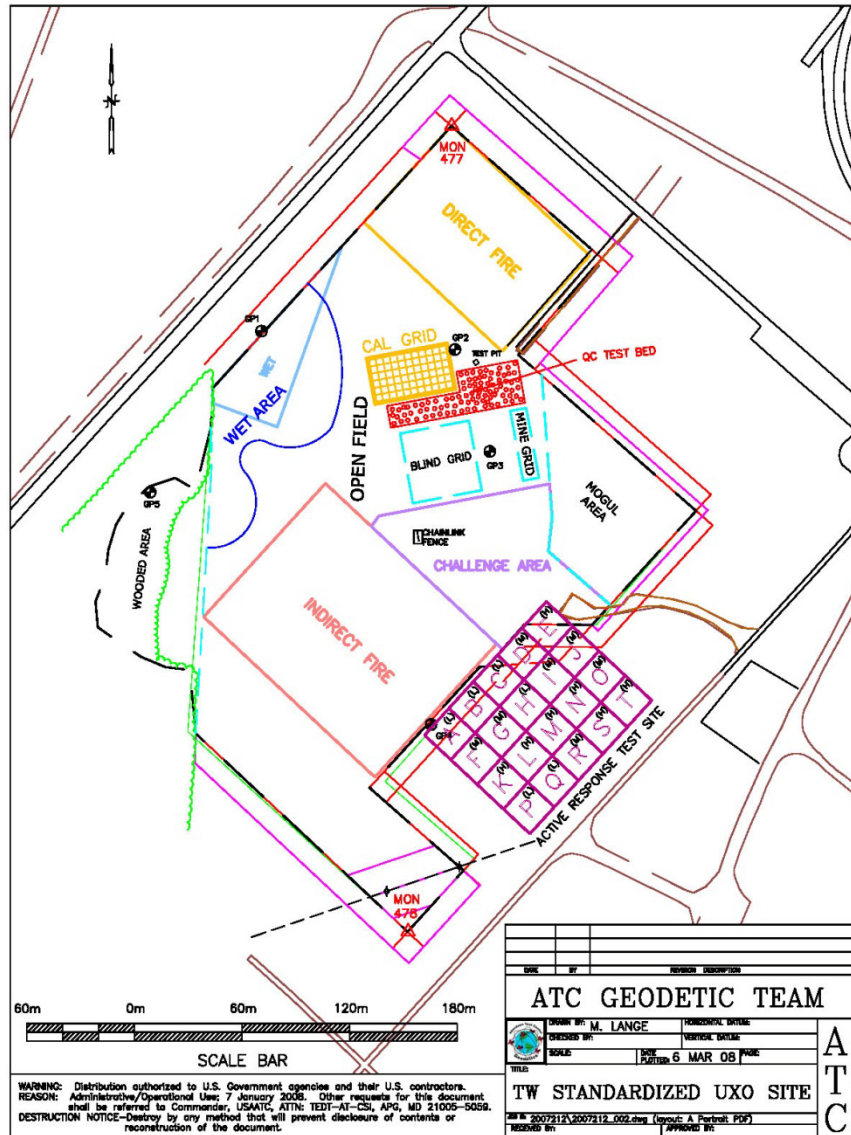 N
MON
477
DIRECT FIRE
GP1
GP2
CAL GRID
TEST PIT
QC TEST BED
WET
WET AREA
OPEN FIELD
BLIND GRID
GP3
MINE GRID
MOGUL
AREA
GP5
WOODED AREA
CHAINLINK
FENCE
CHALLENGE AREA
INDIRECT FIRE
GP4
A (L)
B (L)
C (L)
D (M)
E (H)
F (M)
G (M)
H (L)
I (M)
J (M)
K (H)
L (H)
M (H)
N (H)
O (M)
P (L)
Q (L)
R (M)
S (H)
T (H)
ACTIVE RESPONSE TEST SITE
MON
478
60m 0m 60m 120m 180m
SCALE BAR
DATE BY REVISION DESCRIPTION
ATC GEODETIC TEAM
DRAWN BY: M. LANGE HORIZONTAL DATUM:
CHECKED BY: VERTICAL DATUM:
SCALE: DATE PLOTTED: 6 MAR 08 PAGE:
TITLE:
TW STANDARDIZED UXO SITE
JOB #: 2007212\2007212_002.dwg (layout: A Portrait PDF)
RECEIVED BY: APPROVED BY:
ATC
WARNING: Distribution authorized to U.S. Government agencies and their U.S. contractors.
REASON: Administrative/Operational Use; 7 January 2008. Other requests for this document
shall be referred to Commander, USAATC, ATTN: TEDT-AT-CSI, APG, MD 21005-5059.
DESTRUCTION NOTICE-Destroy by any method that will prevent disclosure of contents or
reconstruction of the document.